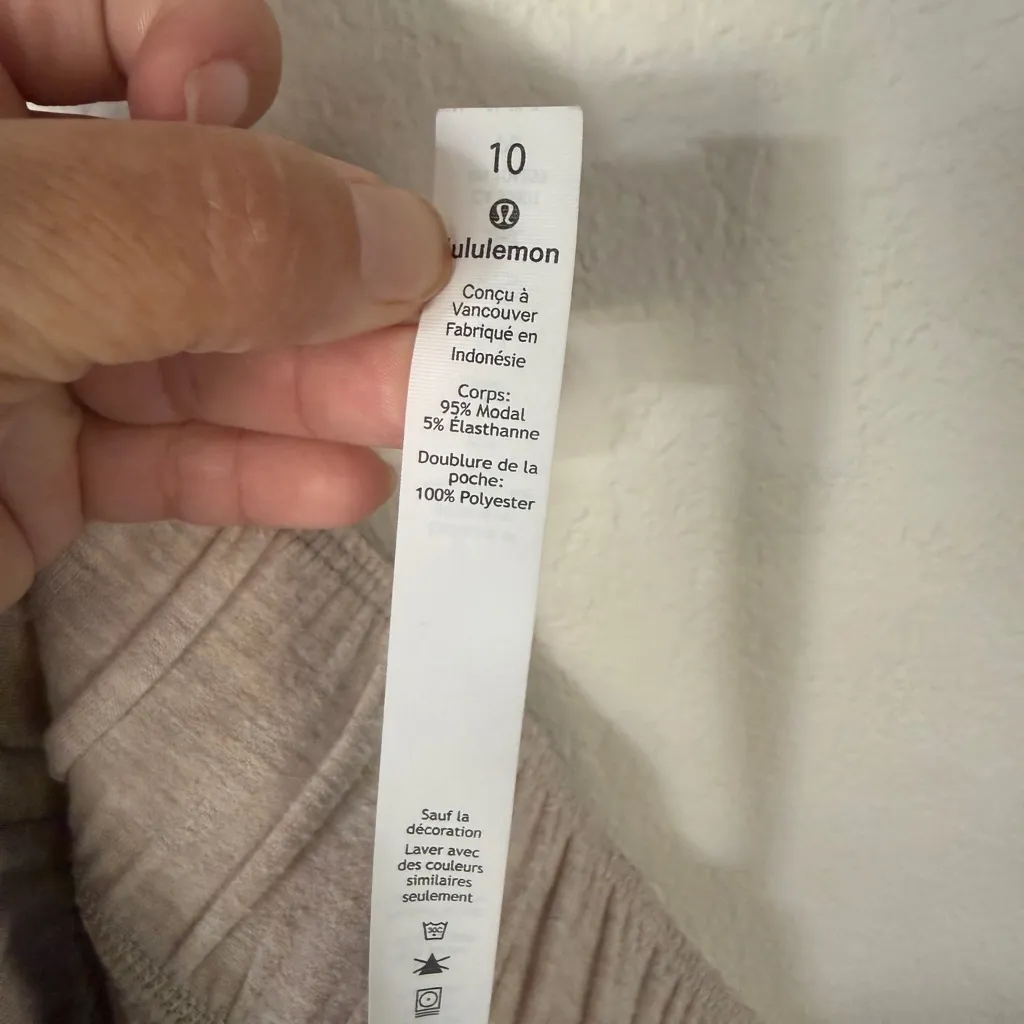 10
lululemon
Conçu à
Vancouver
Fabriqué en
Indonésie
Corps:
95% Modal
5% Élasthanne
Doublure de la
poche:
100% Polyester
Sauf la
décoration
Laver avec
des couleurs
similaires
seulement
30C